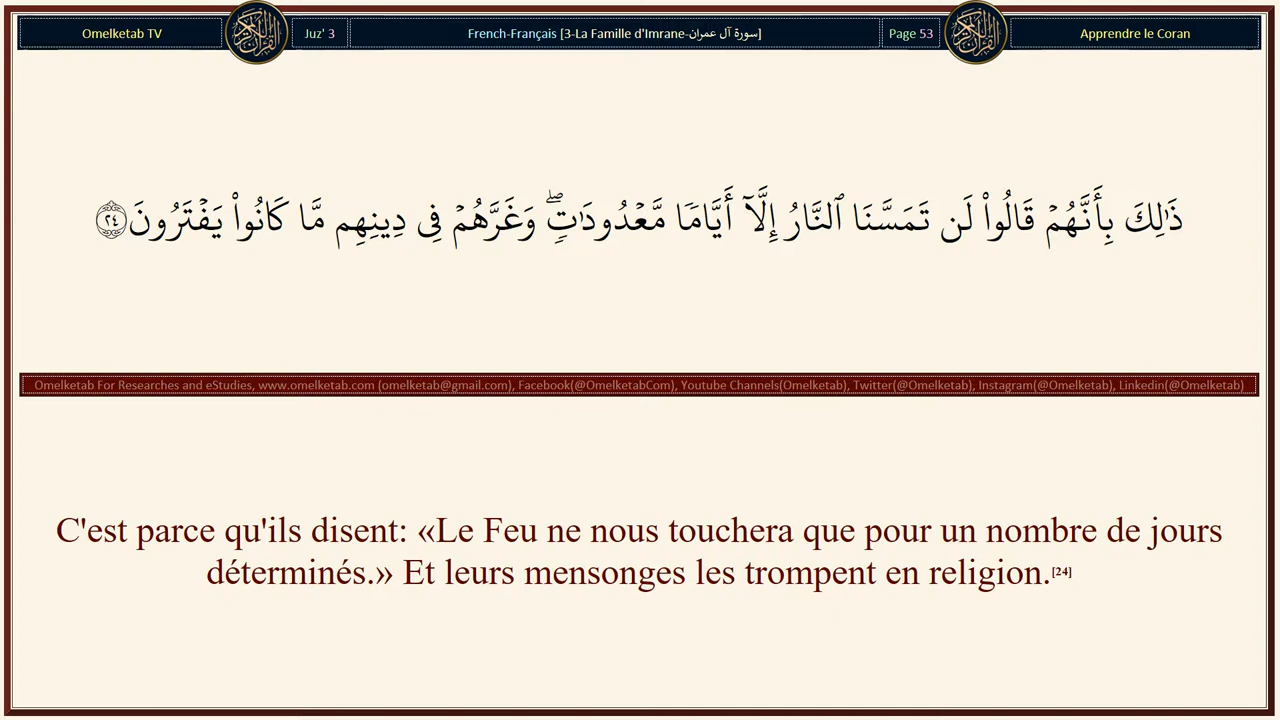 Omelketab TV
Juz' 3
French-Français [3-La Famille d'Imrane-سورة آل عمران]
Page 53
Apprendre le Coran
ذَٰلِكَ بِأَنَّهُمۡ قَالُواْ لَن تَمَسَّنَا ٱلنَّارُ إِلَّآ أَيَّامٗا مَّعۡدُودَٰتٖۖ وَغَرَّهُمۡ فِي دِينِهِم مَّا كَانُواْ يَفۡتَرُونَ ٢٤
Omelketab For Researches and eStudies, www.omelketab.com (omelketab@gmail.com), Facebook(@OmelketabCom), Youtube Channels(Omelketab), Twitter(@Omelketab), Instagram(@Omelketab), Linkedin(@Omelketab)
C'est parce qu'ils disent: «Le Feu ne nous touchera que pour un nombre de jours
déterminés.» Et leurs mensonges les trompent en religion.[24]